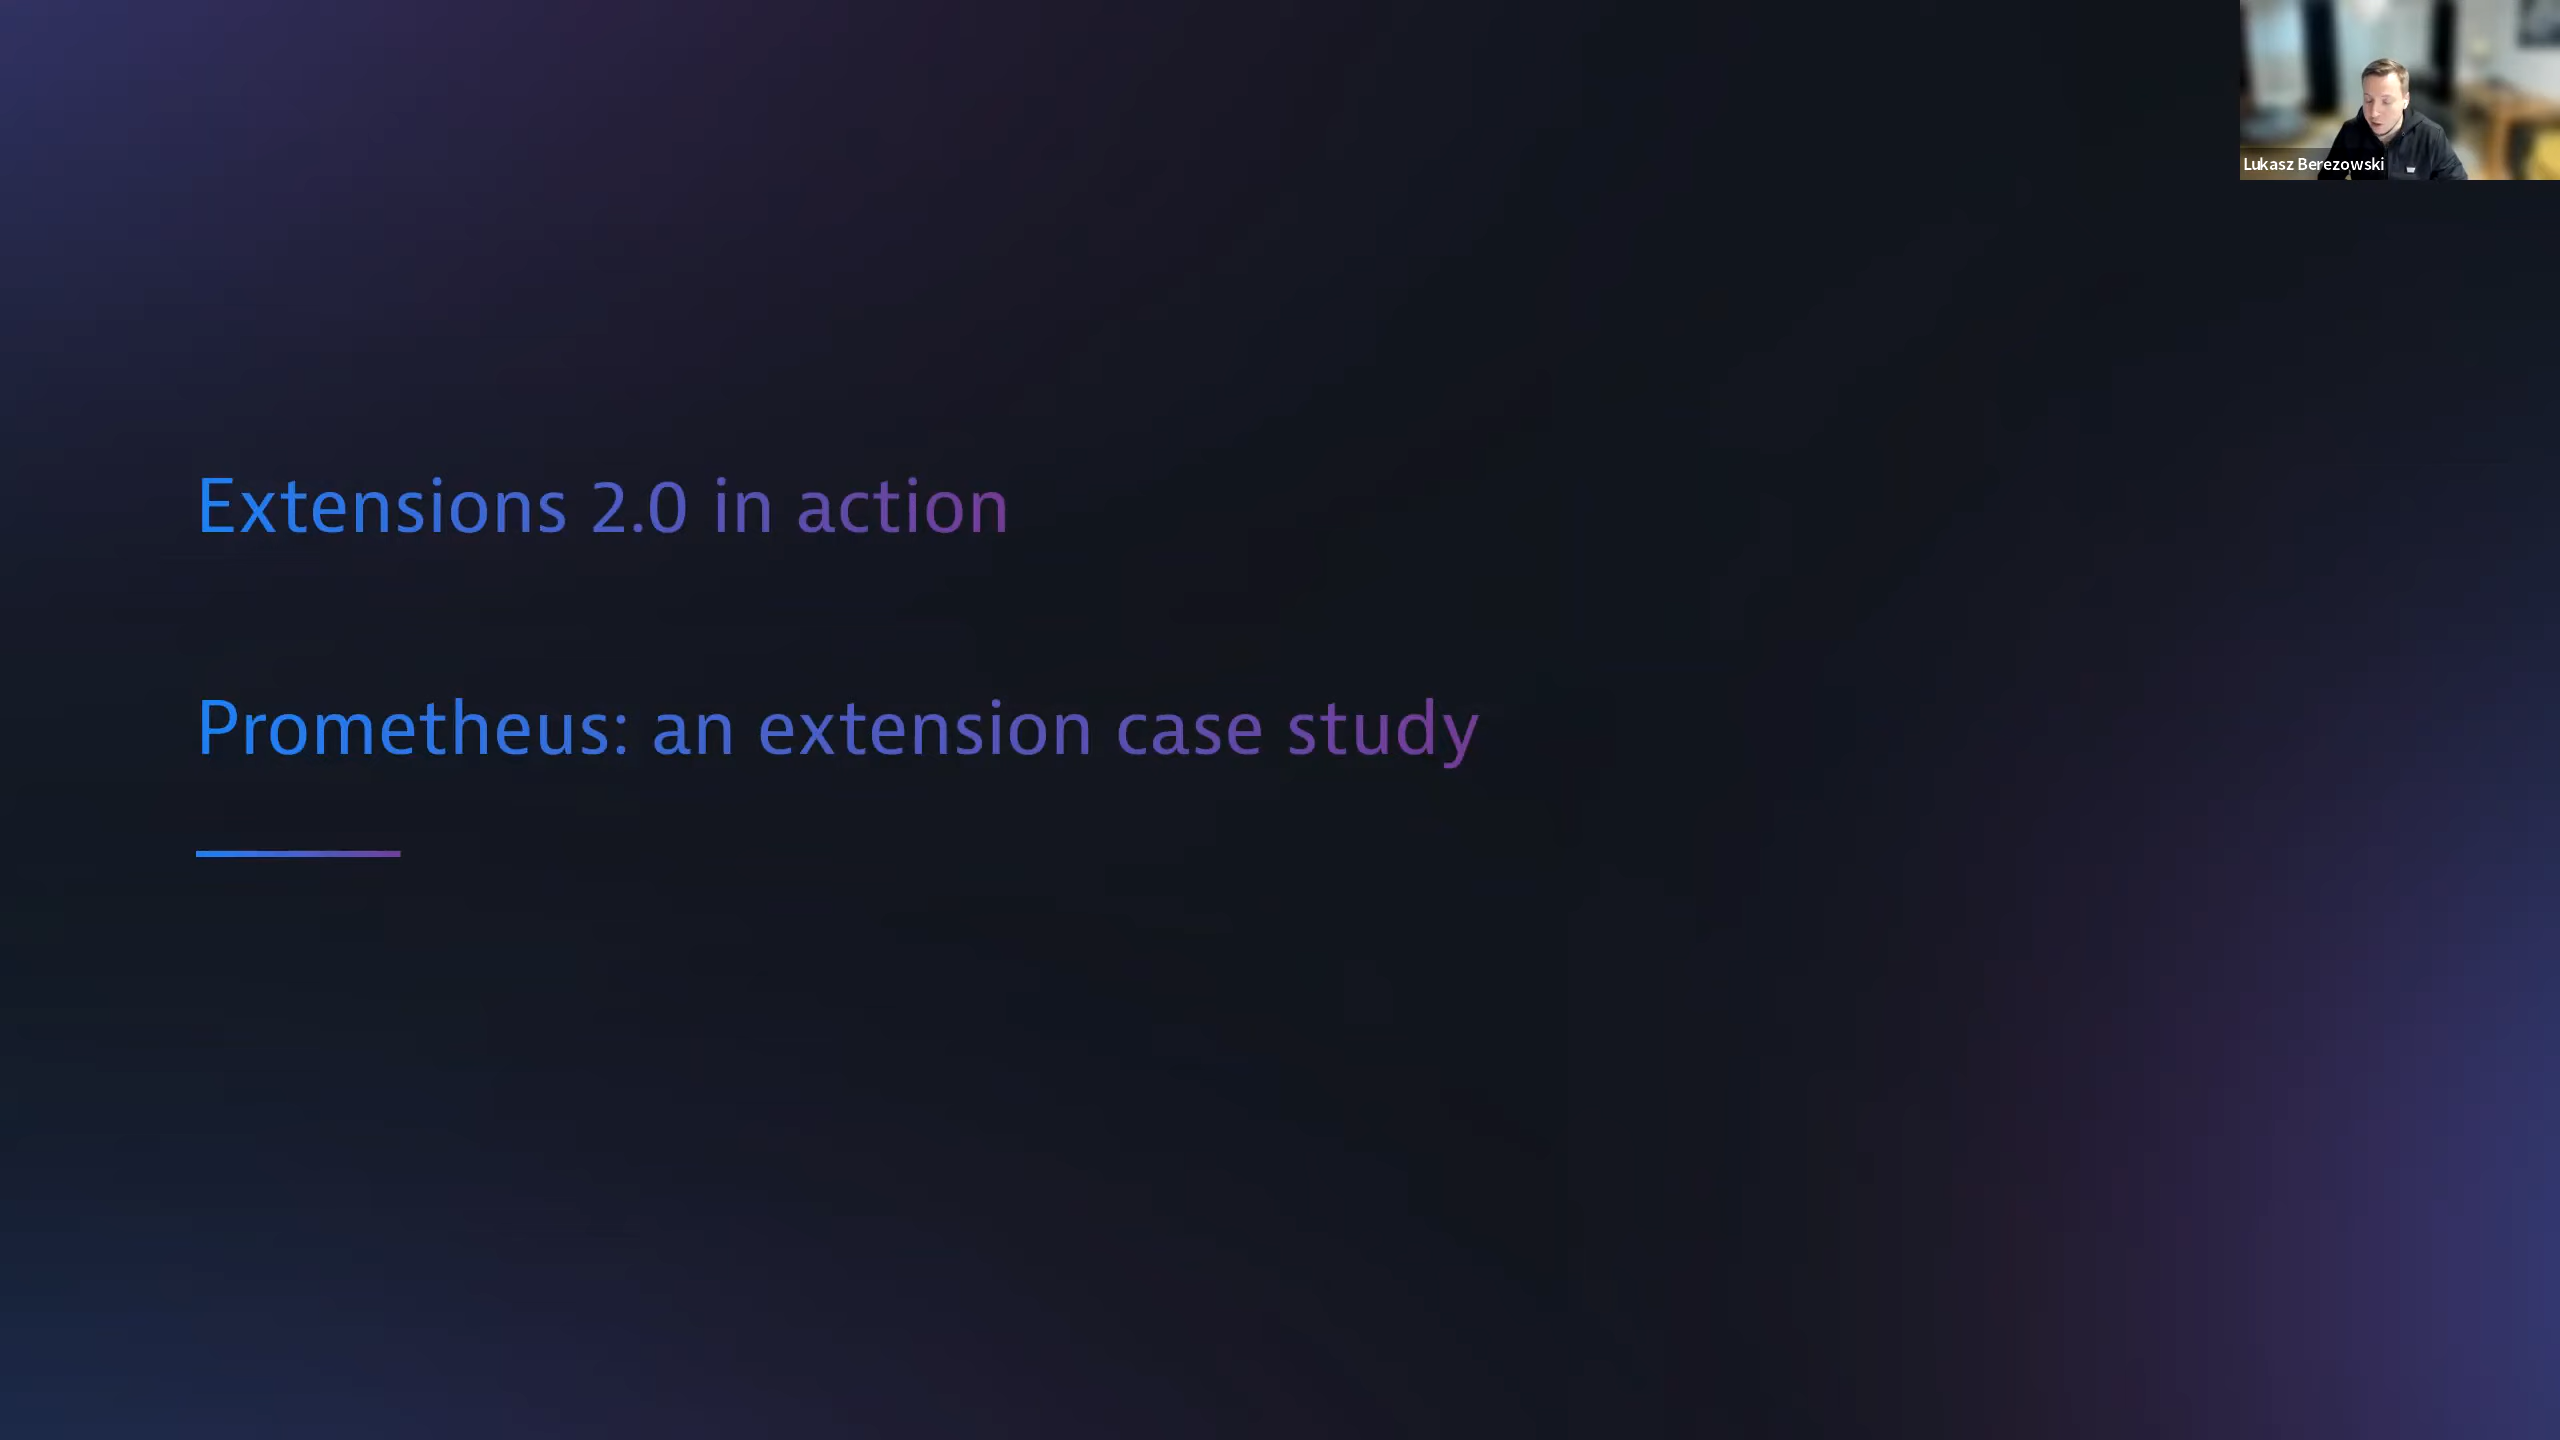 Lukasz Berezowski
Extensions 2.0 in action
Prometheus: an extension case study